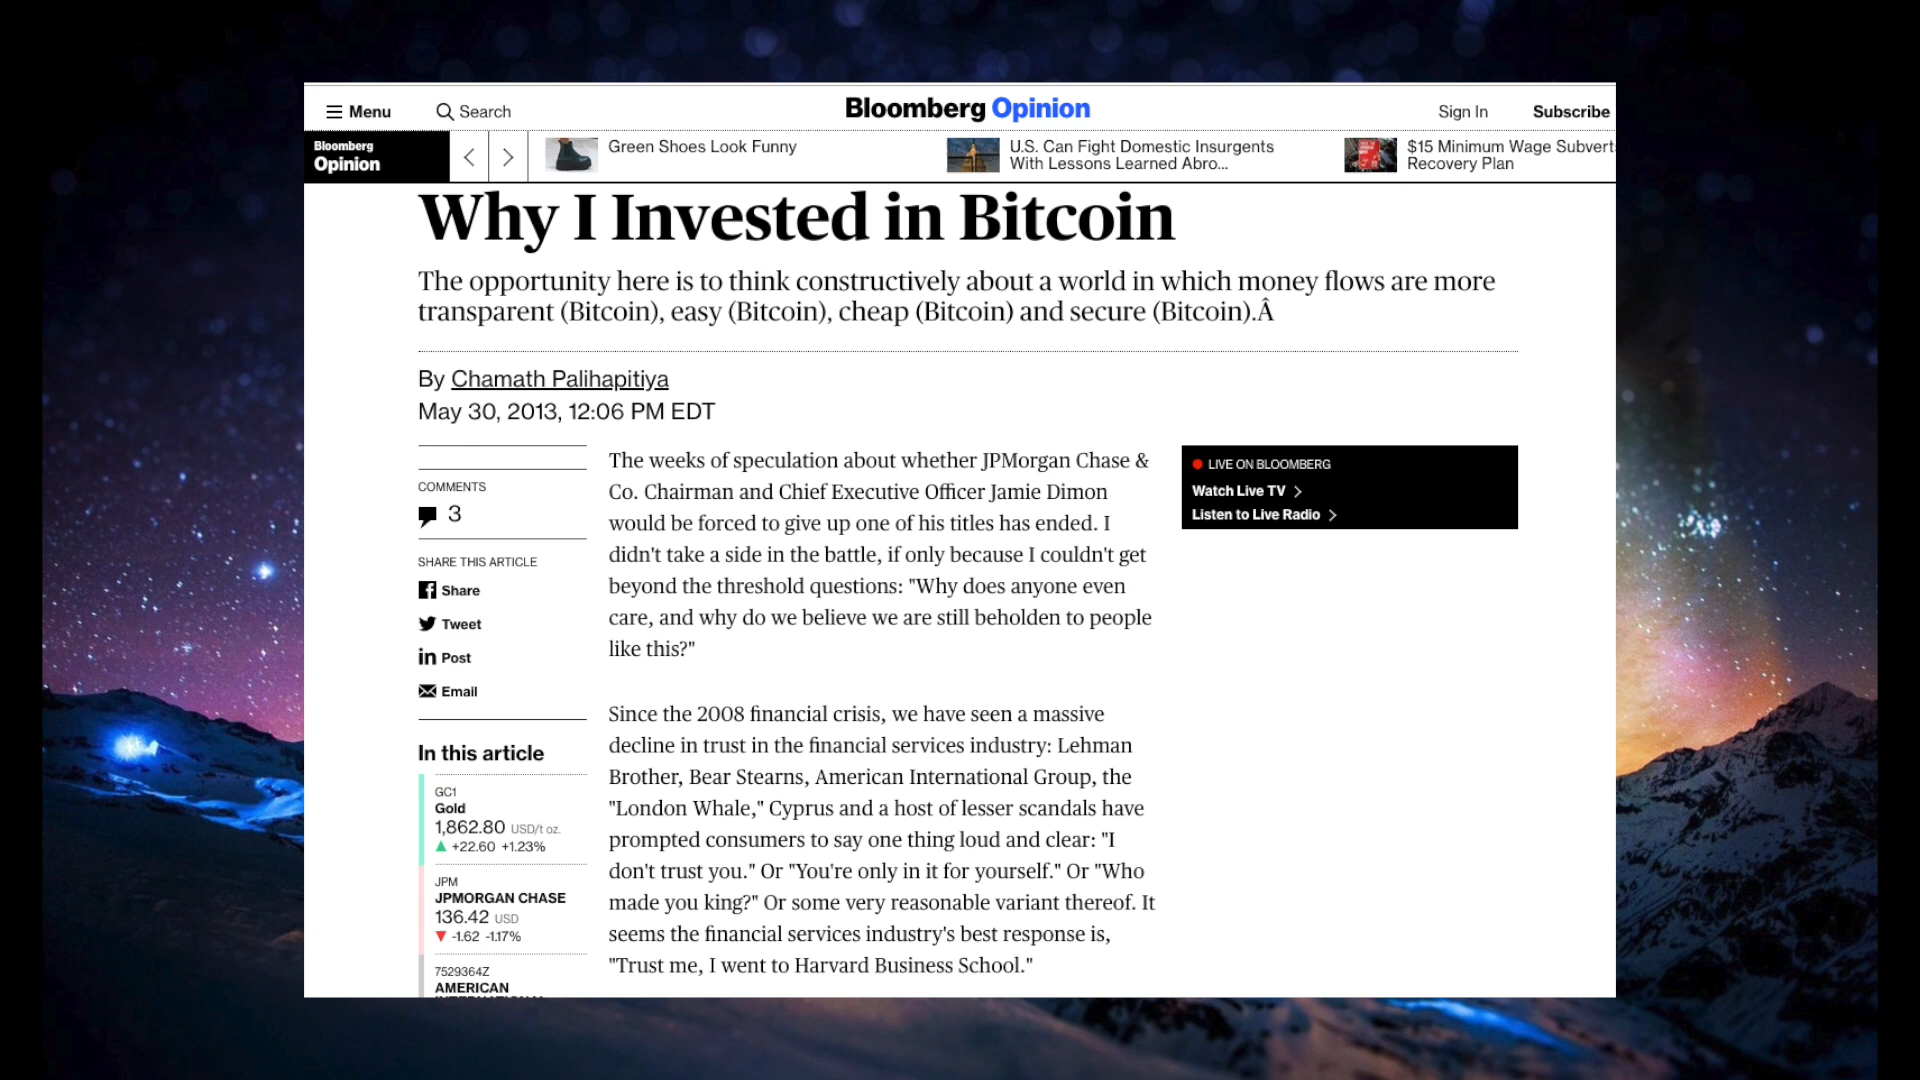 Menu
Search
Bloomberg Opinion
Sign In
Subscribe
Bloomberg
Opinion
Green Shoes Look Funny
U.S. Can Fight Domestic Insurgents
With Lessons Learned Abro...
$15 Minimum Wage Subvert
Recovery Plan
Why I Invested in Bitcoin
The opportunity here is to think constructively about a world in which money flows are more
transparent (Bitcoin), easy (Bitcoin), cheap (Bitcoin) and secure (Bitcoin).Â
By Chamath Palihapitiya
May 30, 2013, 12:06 PM EDT
COMMENTS
3
SHARE THIS ARTICLE
Share
Tweet
Post
Email
In this article
GC1
Gold
1,862.80 USD/t oz.
▲ +22.60 +1.23%
JPM
JPMORGAN CHASE
136.42 USD
▼ -1.62 -1.17%
7529364Z
AMERICAN
The weeks of speculation about whether JPMorgan Chase &
Co. Chairman and Chief Executive Officer Jamie Dimon
would be forced to give up one of his titles has ended. I
didn't take a side in the battle, if only because I couldn't get
beyond the threshold questions: "Why does anyone even
care, and why do we believe we are still beholden to people
like this?"
Since the 2008 financial crisis, we have seen a massive
decline in trust in the financial services industry: Lehman
Brother, Bear Stearns, American International Group, the
"London Whale," Cyprus and a host of lesser scandals have
prompted consumers to say one thing loud and clear: "I
don't trust you." Or "You're only in it for yourself." Or "Who
made you king?" Or some very reasonable variant thereof. It
seems the financial services industry's best response is,
"Trust me, I went to Harvard Business School."
LIVE ON BLOOMBERG
Watch Live TV
Listen to Live Radio